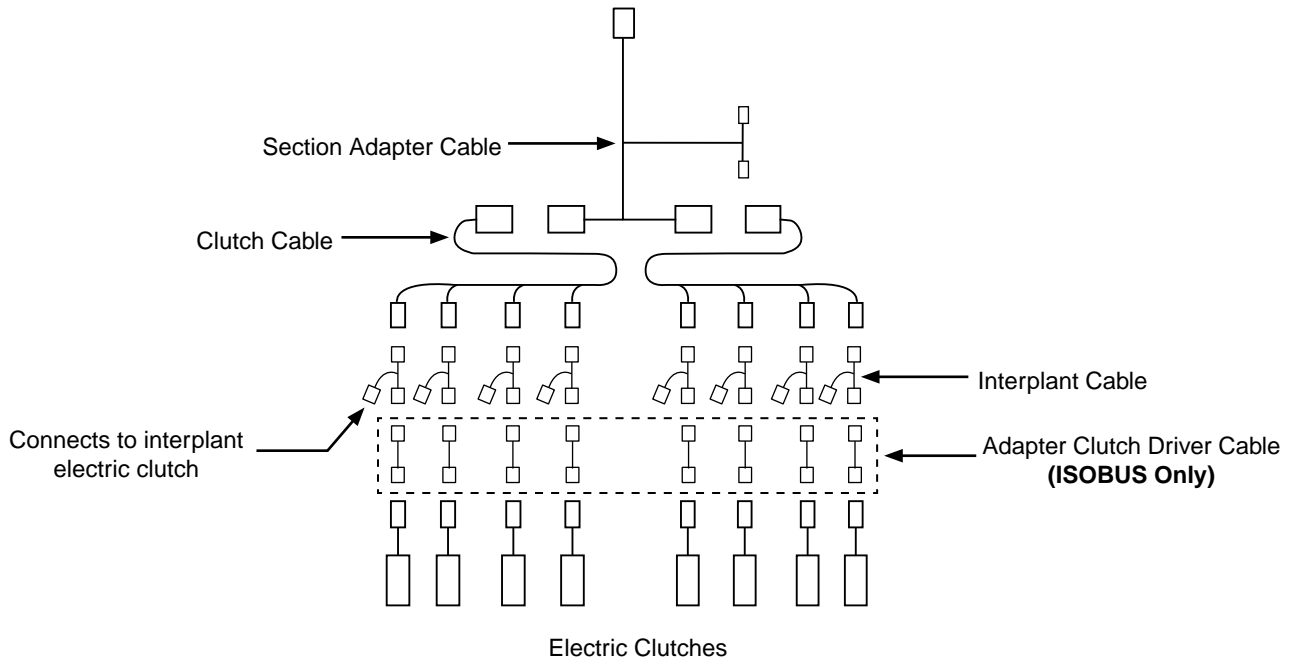 Section Adapter Cable
Clutch Cable
Interplant Cable
Connects to interplant
electric clutch
Adapter Clutch Driver Cable
(ISOBUS Only)
Electric Clutches